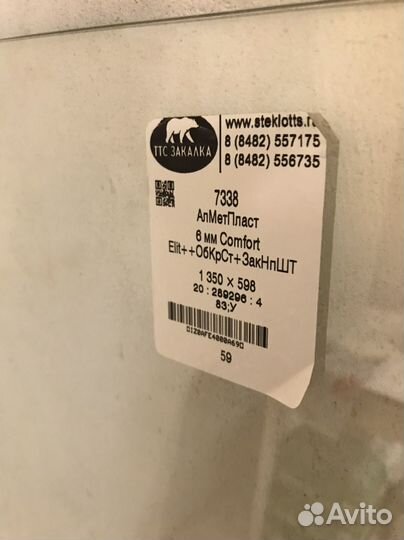 www.steklotts.r
8 (8482) 557175
8 (8482) 556735
ТТС ЗАКАЛКА
7338
АлМетПласт
6 мм Comfort
Elit++ОбКрСт+ЗакНпШТ
1 350 × 598
20 : 289296 : 4
83;У
59
Avito